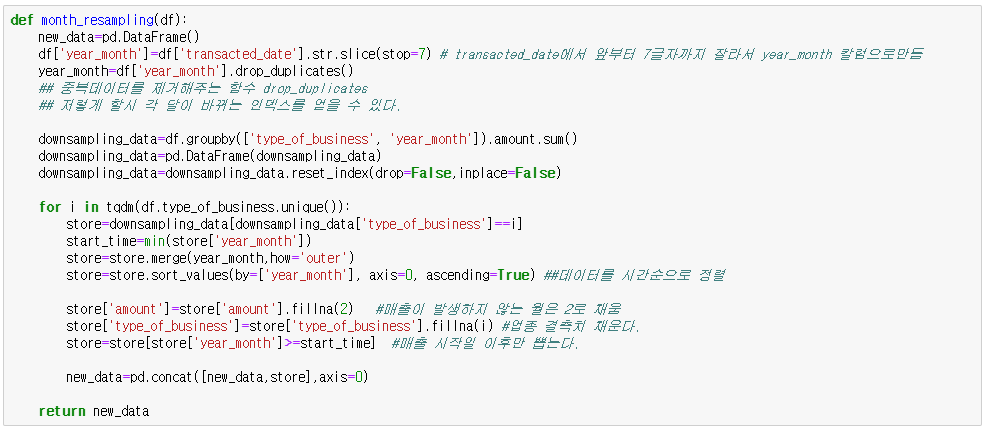 def month_resampling(df):
    new_data=pd.DataFrame()
    df['year_month']=df['transacted_date'].str.slice(stop=7) # transacted_date에서 앞부터 7글자까지 잘라서 year_month 칼럼으로만듬
    year_month=df['year_month'].drop_duplicates()
    ## 중복데이터를 제거해주는 함수 drop_duplicates
    ## 저렇게 할시 각 달이 바뀌는 인덱스를 얻을 수 있다.
    downsampling_data=df.groupby(['type_of_business', 'year_month']).amount.sum()
    downsampling_data=pd.DataFrame(downsampling_data)
    downsampling_data=downsampling_data.reset_index(drop=False,inplace=False)
    for i in tqdm(df.type_of_business.unique()):
        store=downsampling_data[downsampling_data['type_of_business']==i]
        start_time=min(store['year_month'])
        store=store.merge(year_month,how='outer')
        store=store.sort_values(by=['year_month'], axis=0, ascending=True) ##데이터를 시간순으로 정렬
        store['amount']=store['amount'].fillna(2)   #매출이 발생하지 않는 월은 2로 채움
        store['type_of_business']=store['type_of_business'].fillna(i) #업종 결측치 채운다.
        store=store[store['year_month']>=start_time]  #매출 시작일 이후만 뽑는다.
        new_data=pd.concat([new_data,store],axis=0)
    return new_data